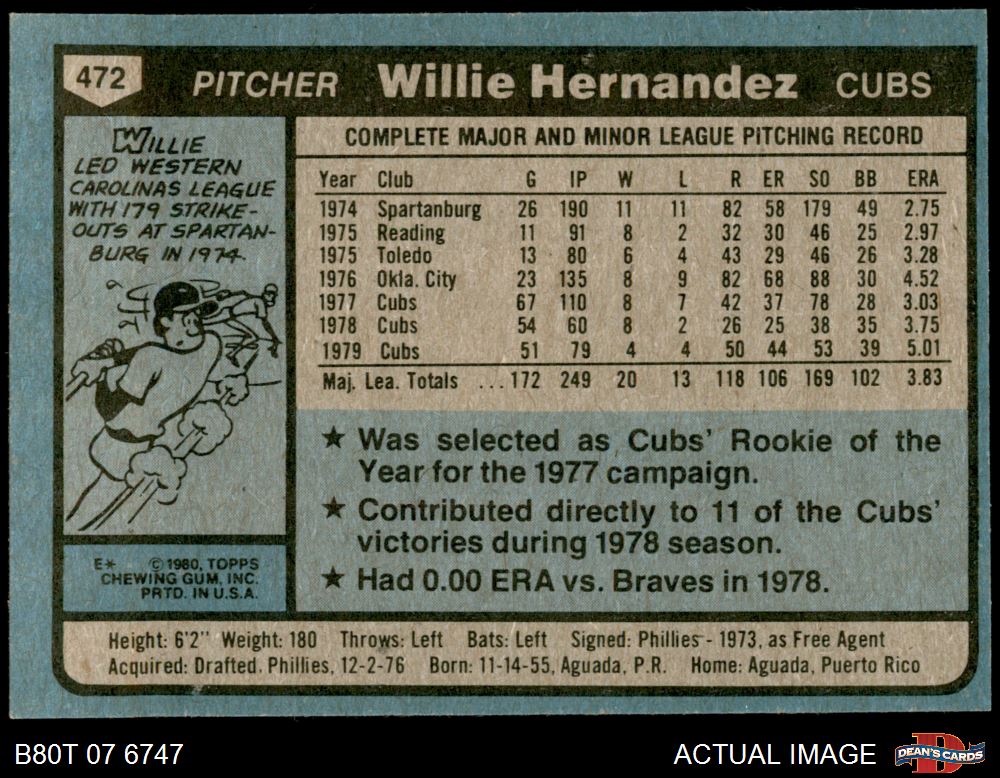 472 PITCHER Willie Hernandez CUBS
WILLIE
LED WESTERN
CAROLINAS LEAGUE
WITH 179 STRIKE-
OUTS AT SPARTAN-
BURG IN 1974.
E* © 1980, TOPPS
CHEWING GUM, INC.
PRTD. IN U.S.A.
COMPLETE MAJOR AND MINOR LEAGUE PITCHING RECORD
Year Club G IP W L R ER SO BB ERA
1974 Spartanburg 26 190 11 11 82 58 179 49 2.75
1975 Reading 11 91 8 2 32 30 46 25 2.97
1975 Toledo 13 80 6 4 43 29 46 26 3.28
1976 Okla. City 23 135 8 9 82 68 88 30 4.52
1977 Cubs 67 110 8 7 42 37 78 28 3.03
1978 Cubs 54 60 8 2 26 25 38 35 3.75
1979 Cubs 51 79 4 4 50 44 53 39 5.01
Maj. Lea. Totals ...172 249 20 13 118 106 169 102 3.83
★ Was selected as Cubs' Rookie of the
Year for the 1977 campaign.
★ Contributed directly to 11 of the Cubs'
victories during 1978 season.
★ Had 0.00 ERA vs. Braves in 1978.
Height: 6'2" Weight: 180 Throws: Left Bats: Left Signed: Phillies - 1973, as Free Agent
Acquired: Drafted, Phillies, 12-2-76 Born: 11-14-55, Aguada, P.R. Home: Aguada, Puerto Rico
B80T 07 6747 ACTUAL IMAGE DEAN'S CARDS